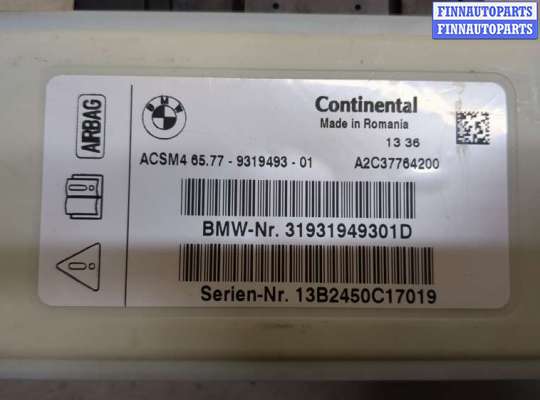 FINNAUTOPARTS
FINNAUTOPARTS
AIRBAG
BMW
Continental
Made in Romania
13 36
ACSM4 65.77 - 9319493 - 01 A2C37764200
BMW-Nr. 31931949301D
Serien-Nr. 13B2450C17019